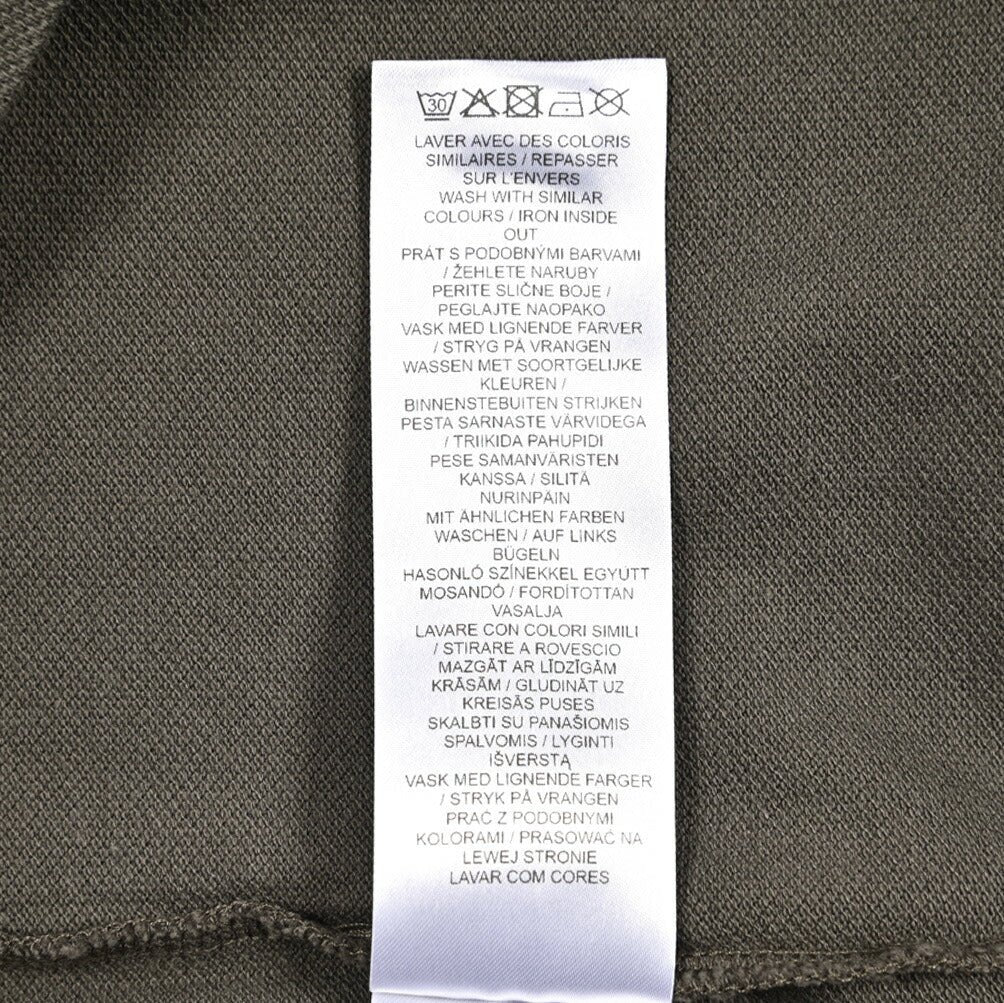 30
LAVER AVEC DES COLORIS
SIMILAIRES / REPASSER
SUR L'ENVERS
WASH WITH SIMILAR
COLOURS / IRON INSIDE
OUT
PRÁT S PODOBNÝMI BARVAMI
/ ŽEHLETE NARUBY
PERITE SLIČNE BOJE /
PEGLAJTE NAOPAKO
VASK MED LIGNENDE FARVER
/ STRYG PÅ VRANGEN
WASSEN MET SOORTGELIJKE
KLEUREN /
BINNENSTEBUITEN STRIJKEN
PESTA SARNASTE VÄRVIDEGA
/ TRIIKIDA PAHUPIDI
PESE SAMANVÄRISTEN
KANSSA / SILITÄ
NURINPÄIN
MIT ÄHNLICHEN FARBEN
WASCHEN / AUF LINKS
BÜGELN
HASONLÓ SZÍNEKKEL EGYÚTT
MOSANDÓ / FORDÍTOTTAN
VASALJA
LAVARE CON COLORI SIMILI
/ STIRARE A ROVESCIO
MAZGĀT AR LĪDZĪGĀM
KRĀSĀM / GLUDINĀT UZ
KREISĀS PUSES
SKALBTI SU PANAŠIOMIS
SPALVOMIS / LYGINTI
IŠVERSTĄ
VASK MED LIGNENDE FARGER
/ STRYK PÅ VRANGEN
PRAĆ Z PODOBNYMI
KOLORAMI / PRASOWAĆ NA
LEWEJ STRONIE
LAVAR COM CORES